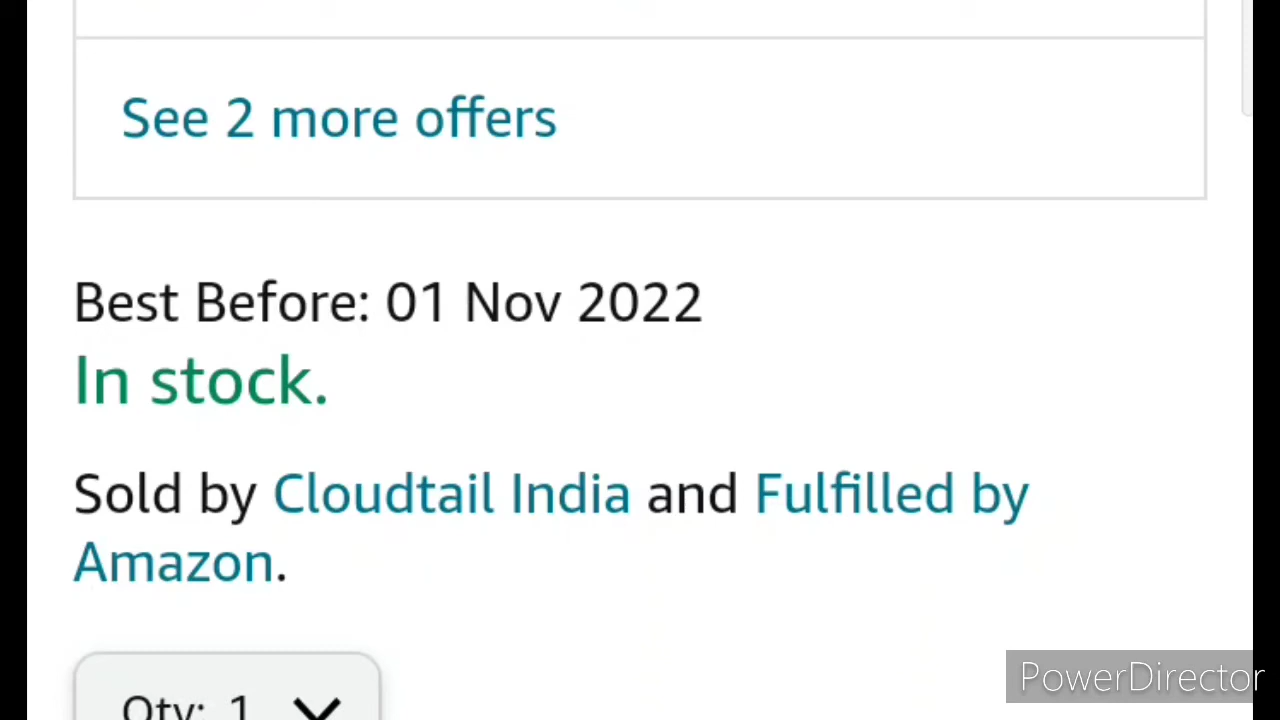 See 2 more offers
Best Before: 01 Nov 2022
In stock.
Sold by Cloudtail India and Fulfilled by
Amazon.
Qty: 1
PowerDirector